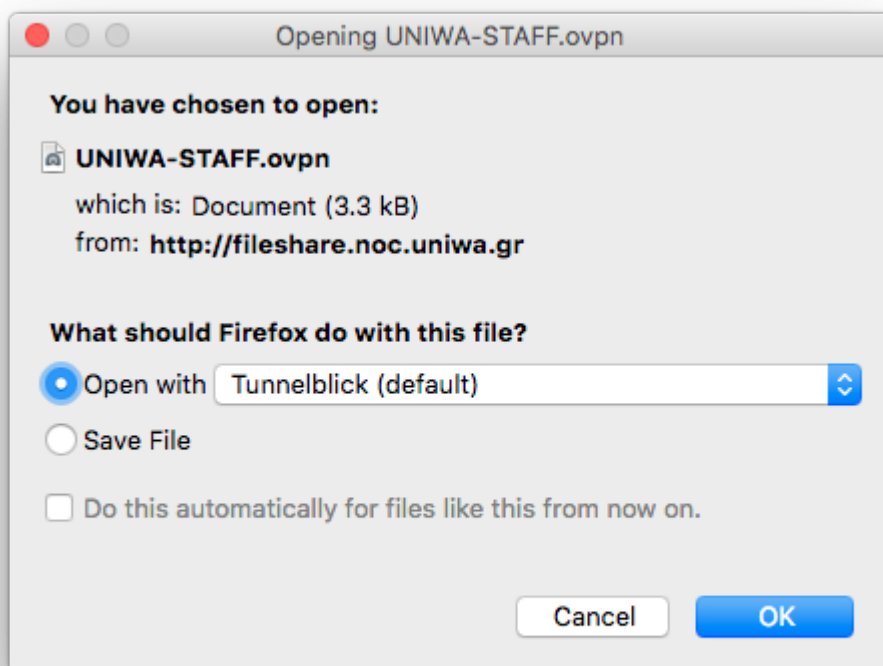 Opening UNIWA-STAFF.ovpn
You have chosen to open:
UNIWA-STAFF.ovpn
which is: Document (3.3 kB)
from: http://fileshare.noc.uniwa.gr
What should Firefox do with this file?
Open with Tunnelblick (default)
Save File
Do this automatically for files like this from now on.
Cancel OK